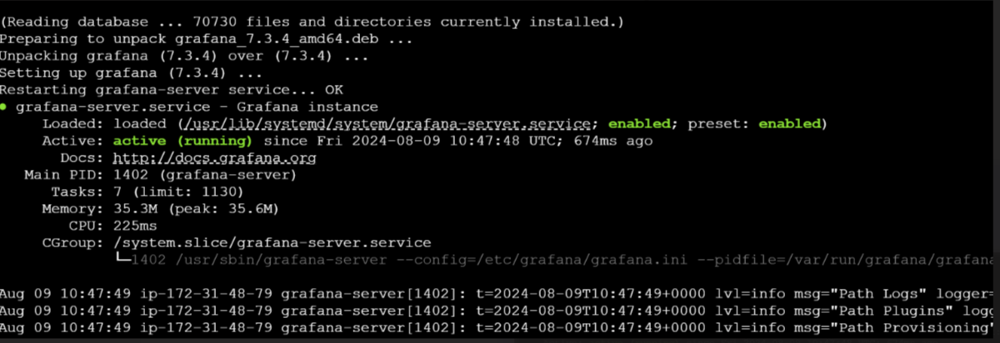 (Reading database ... 70730 files and directories currently installed.)
Preparing to unpack grafana_7.3.4_amd64.deb ...
Unpacking grafana (7.3.4) over (7.3.4) ...
Setting up grafana (7.3.4) ...
Restarting grafana-server service... OK
● grafana-server.service - Grafana instance
Loaded: loaded (/usr/lib/systemd/system/grafana-server.service; enabled; preset: enabled)
Active: active (running) since Fri 2024-08-09 10:47:48 UTC; 674ms ago
Docs: http://docs.grafana.org
Main PID: 1402 (grafana-server)
Tasks: 7 (limit: 1130)
Memory: 35.3M (peak: 35.6M)
CPU: 225ms
CGroup: /system.slice/grafana-server.service
└─1402 /usr/sbin/grafana-server --config=/etc/grafana/grafana.ini --pidfile=/var/run/grafana/grafana
Aug 09 10:47:49 ip-172-31-48-79 grafana-server[1402]: t=2024-08-09T10:47:49+0000 lvl=info msg="Path Logs" logger=
Aug 09 10:47:49 ip-172-31-48-79 grafana-server[1402]: t=2024-08-09T10:47:49+0000 lvl=info msg="Path Plugins" logg
Aug 09 10:47:49 ip-172-31-48-79 grafana-server[1402]: t=2024-08-09T10:47:49+0000 lvl=info msg="Path Provisioning"